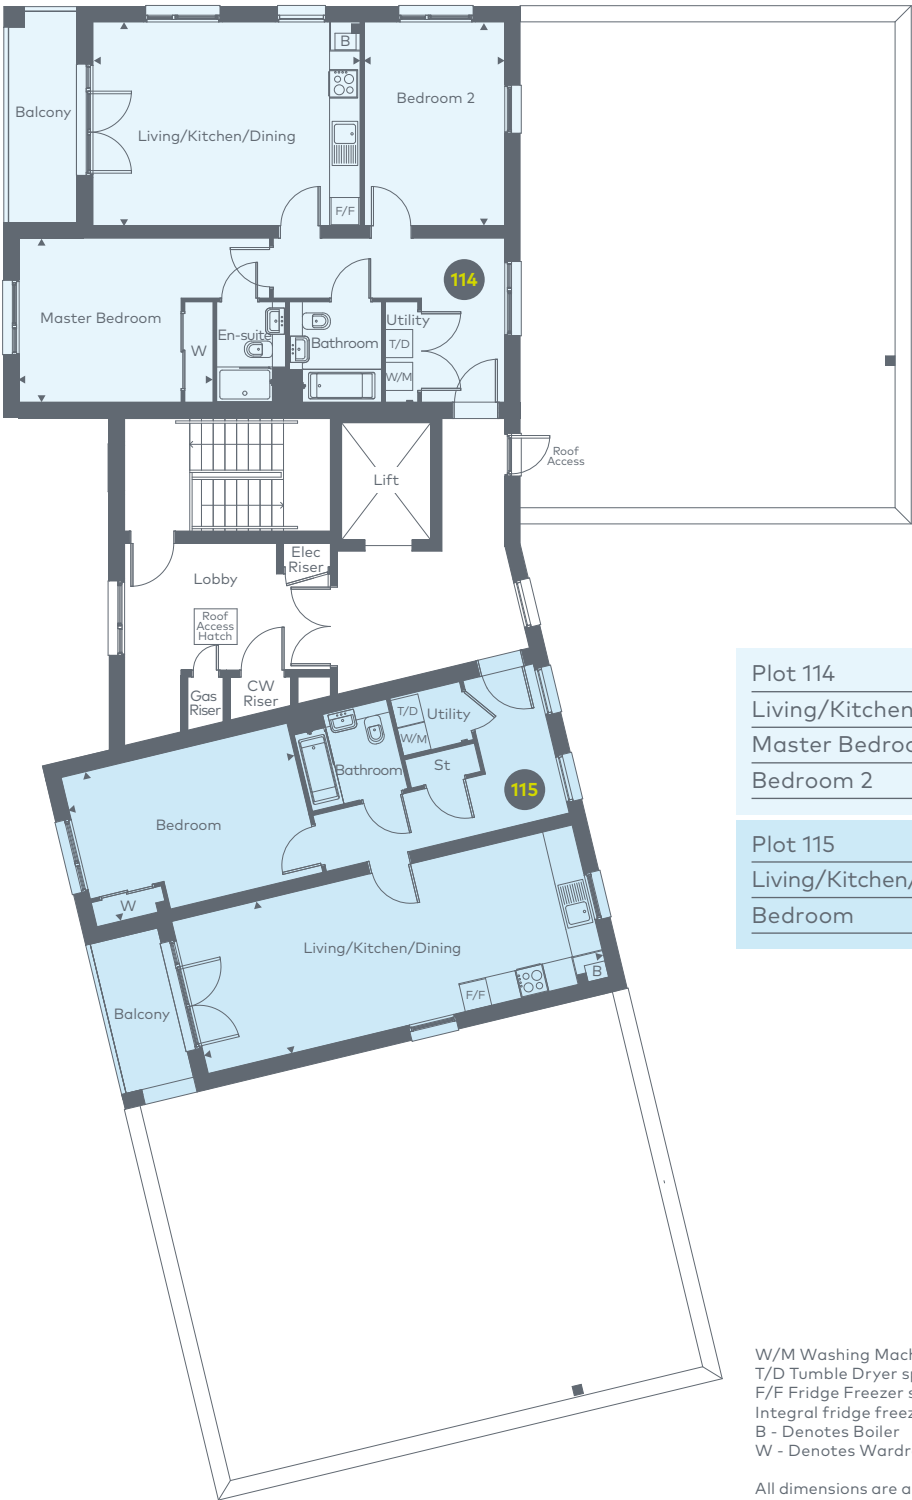 B
Balcony
Living/Kitchen/Dining
Bedroom 2
F/F
114
Master Bedroom
W
En-suite
Bathroom
Utility
T/D
W/M
Roof
Access
Lift
Elec
Riser
Lobby
Roof
Access
Hatch
Gas
Riser
CW
Riser
T/D
W/M
Utility
St
Bathroom
115
Bedroom
W
Living/Kitchen/Dining
Balcony
F/F
B
Plot 114
Living/Kitchen
Master Bedroo
Bedroom 2
Plot 115
Living/Kitchen/
Bedroom
W/M Washing Mach
T/D Tumble Dryer sp
F/F Fridge Freezer s
Integral fridge freez
B - Denotes Boiler
W - Denotes Wardr
All dimensions are a